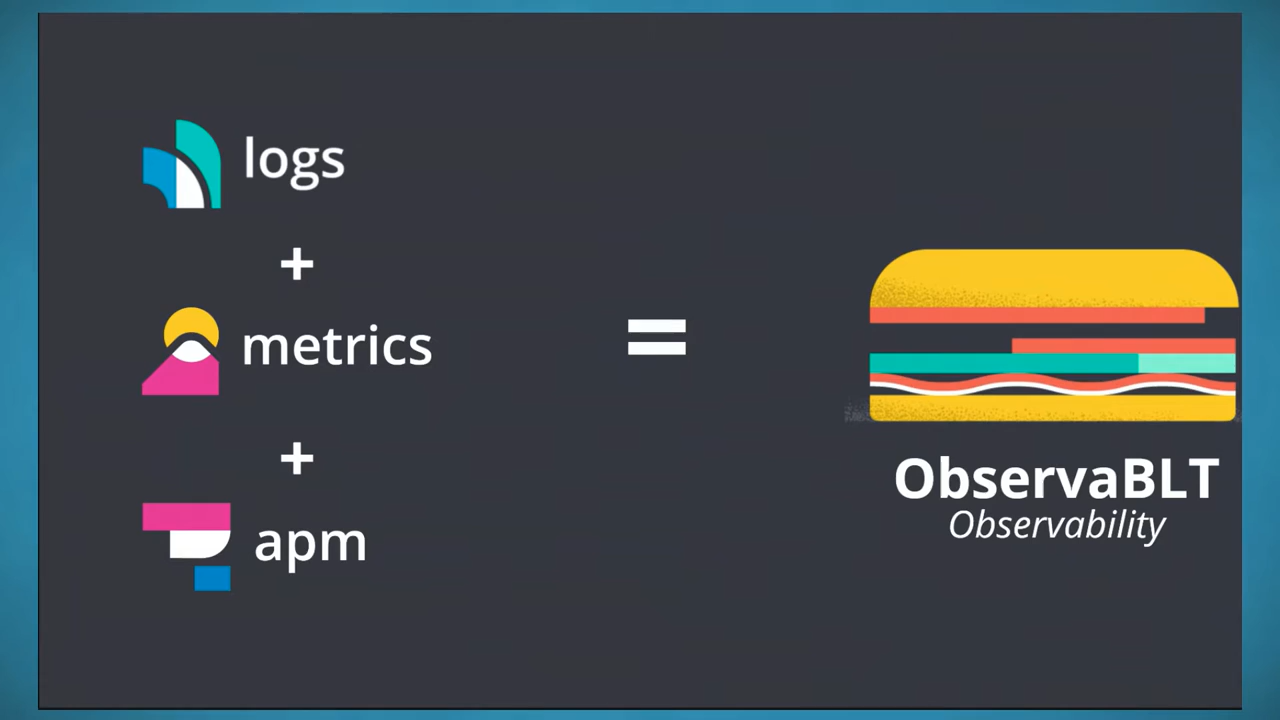 logs
+
metrics
+
apm
=
ObservaBLT
Observability